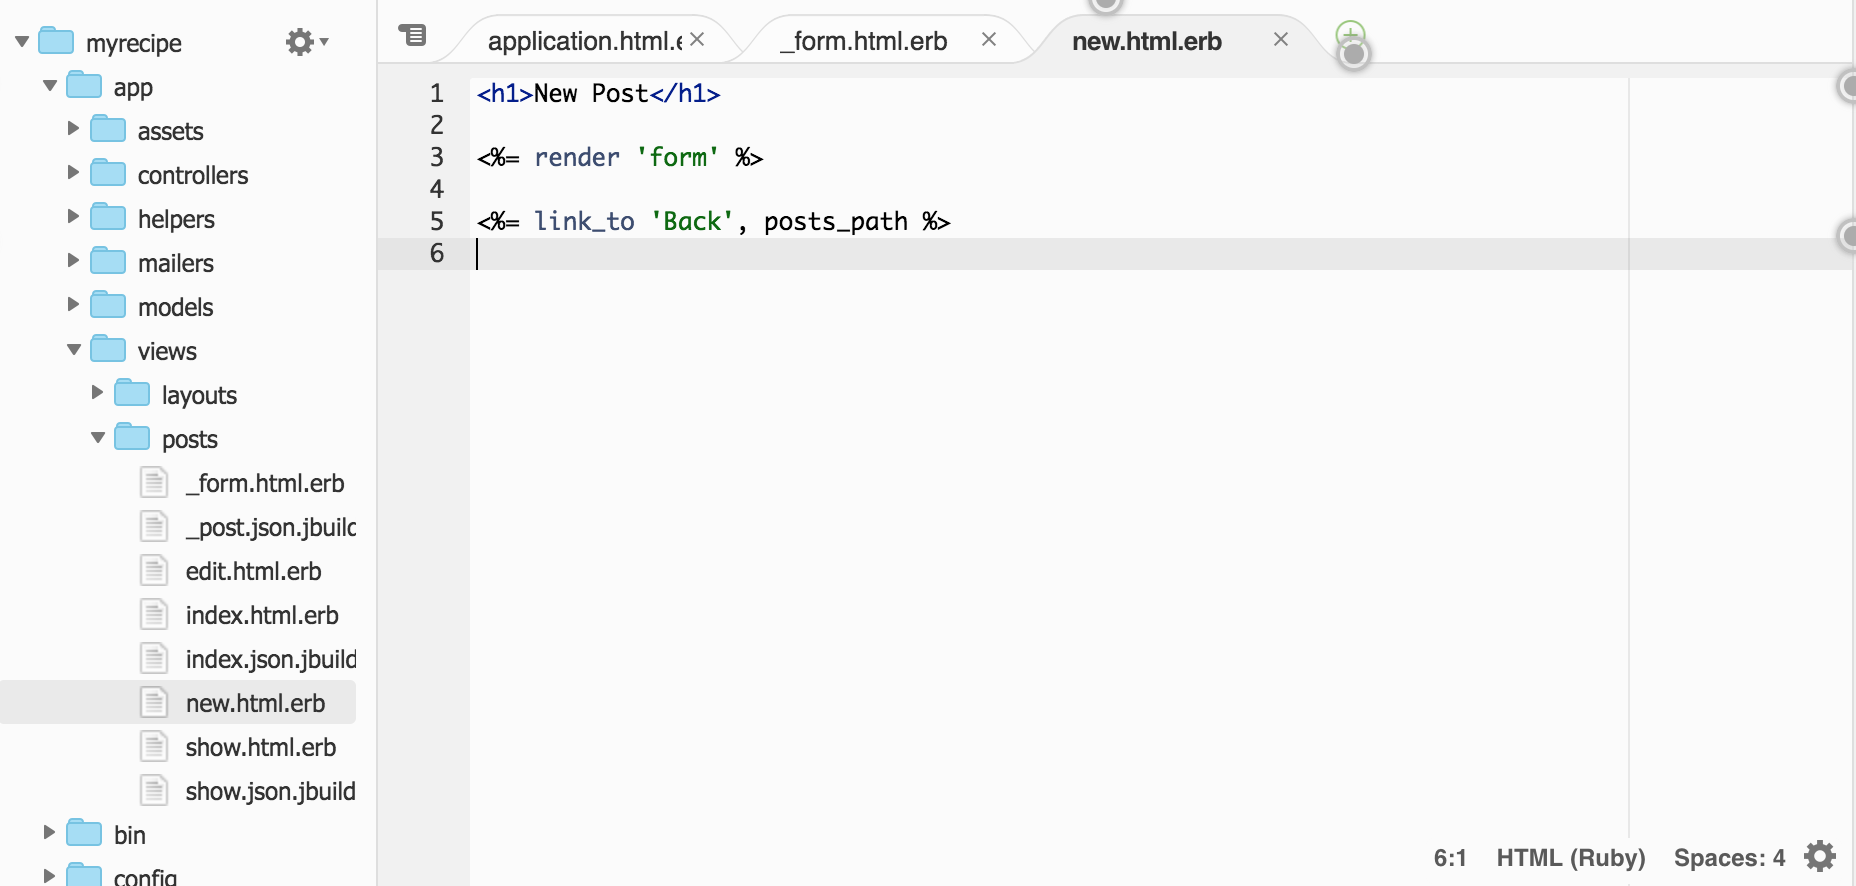 myrecipe
app
assets
controllers
helpers
mailers
models
views
layouts
posts
_form.html.erb
_post.json.jbuild
edit.html.erb
index.html.erb
index.json.jbuild
new.html.erb
show.html.erb
show.json.jbuild
bin
config
application.html.e
_form.html.erb
new.html.erb
1 <h1>New Post</h1>
2
3 <%= render 'form' %>
4
5 <%= link_to 'Back', posts_path %>
6
6:1 HTML (Ruby) Spaces: 4